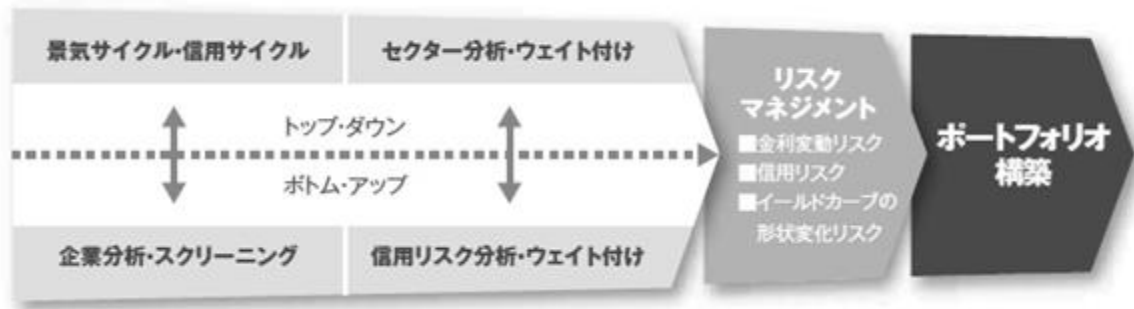 景気サイクル・信用サイクル
セクター分析・ウェイト付け
トップ・ダウン
ボトム・アップ
企業分析・スクリーニング
信用リスク分析・ウェイト付け
リスク
マネジメント
■金利変動リスク
■信用リスク
■イールドカーブの
形状変化リスク
ポートフォリオ
構築